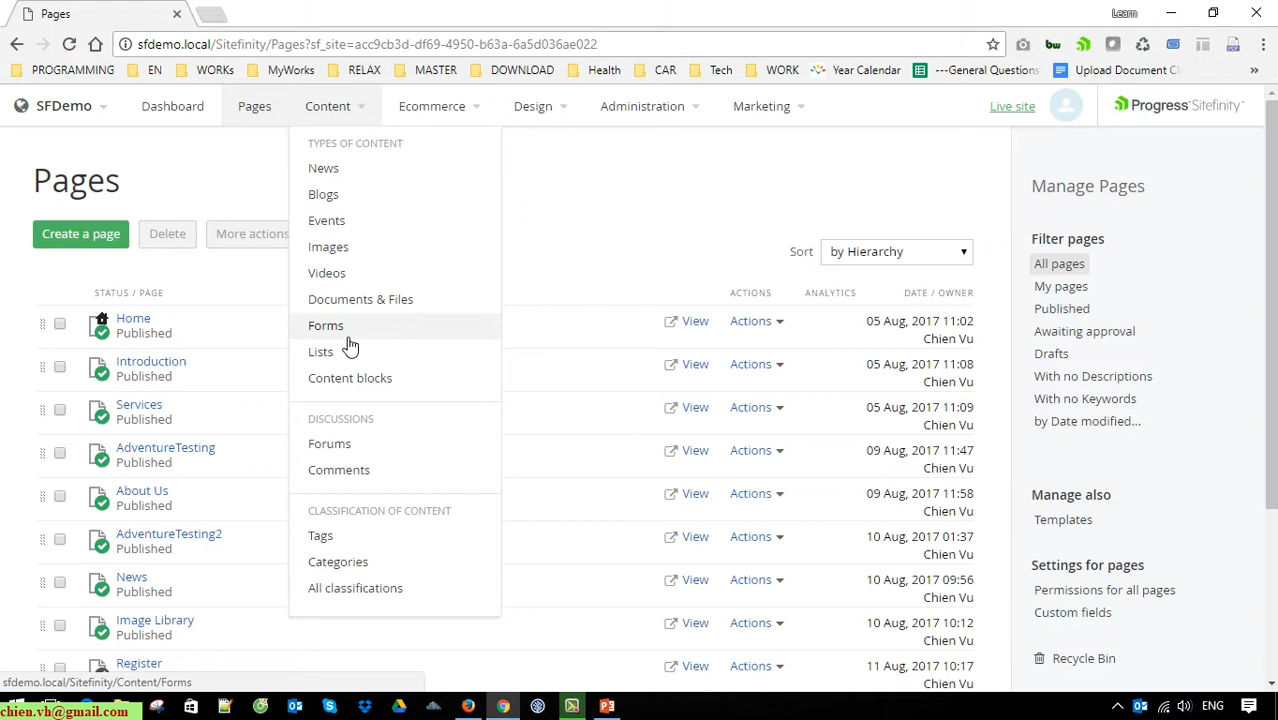 Pages
Learn
sfdemo.local/Sitefinity/Pages?sf_site=acc9cb3d-df69-4950-b63a-6a5d036ae022
PROGRAMMING EN WORKs MyWorks RELAX MASTER DOWNLOAD Health CAR Tech WORK Year Calendar ---General Questions Upload Document Cl
SFDemo Dashboard Pages Content Ecommerce Design Administration Marketing Live site Progress Sitefinity
Pages
Create a page Delete More actions
Sort by Hierarchy
STATUS / PAGE ACTIONS ANALYTICS DATE / OWNER
Home View Actions 05 Aug, 2017 11:02
Published Chien Vu
Introduction View Actions 05 Aug, 2017 11:08
Published Chien Vu
Services View Actions 05 Aug, 2017 11:09
Published Chien Vu
AdventureTesting View Actions 09 Aug, 2017 11:47
Published Chien Vu
About Us View Actions 09 Aug, 2017 11:58
Published Chien Vu
AdventureTesting2 View Actions 10 Aug, 2017 01:37
Published Chien Vu
News View Actions 10 Aug, 2017 09:56
Published Chien Vu
Image Library View Actions 10 Aug, 2017 10:12
Published Chien Vu
Register View Actions 11 Aug, 2017 10:17
Chien Vu
TYPES OF CONTENT
News
Blogs
Events
Images
Videos
Documents & Files
Forms
Lists
Content blocks
DISCUSSIONS
Forums
Comments
CLASSIFICATION OF CONTENT
Tags
Categories
All classifications
Manage Pages
Filter pages
All pages
My pages
Published
Awaiting approval
Drafts
With no Descriptions
With no Keywords
by Date modified...
Manage also
Templates
Settings for pages
Permissions for all pages
Custom fields
Recycle Bin
sfdemo.local/Sitefinity/Content/Forms
chien.vh@gmail.com
ENG